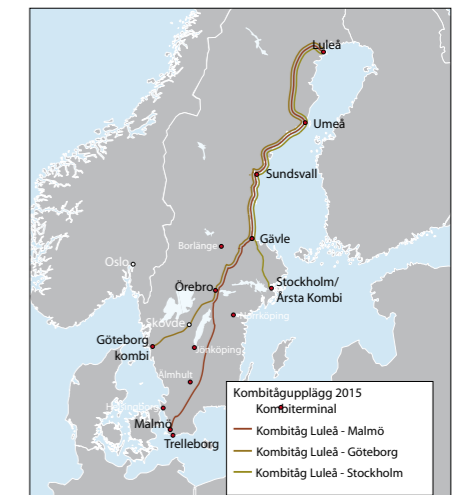 Luleå
Umeå
Sundsvall
Gävle
Borlänge
Oslo
Örebro
Stockholm/
Årsta Kombi
Norrköping
Skövde
Göteborg
kombi
Jönköping
Älmhult
Malmö
Trelleborg
Kombitågupplägg 2015
Kombiterminal
Kombitåg Luleå - Malmö
Kombitåg Luleå - Göteborg
Kombitåg Luleå - Stockholm